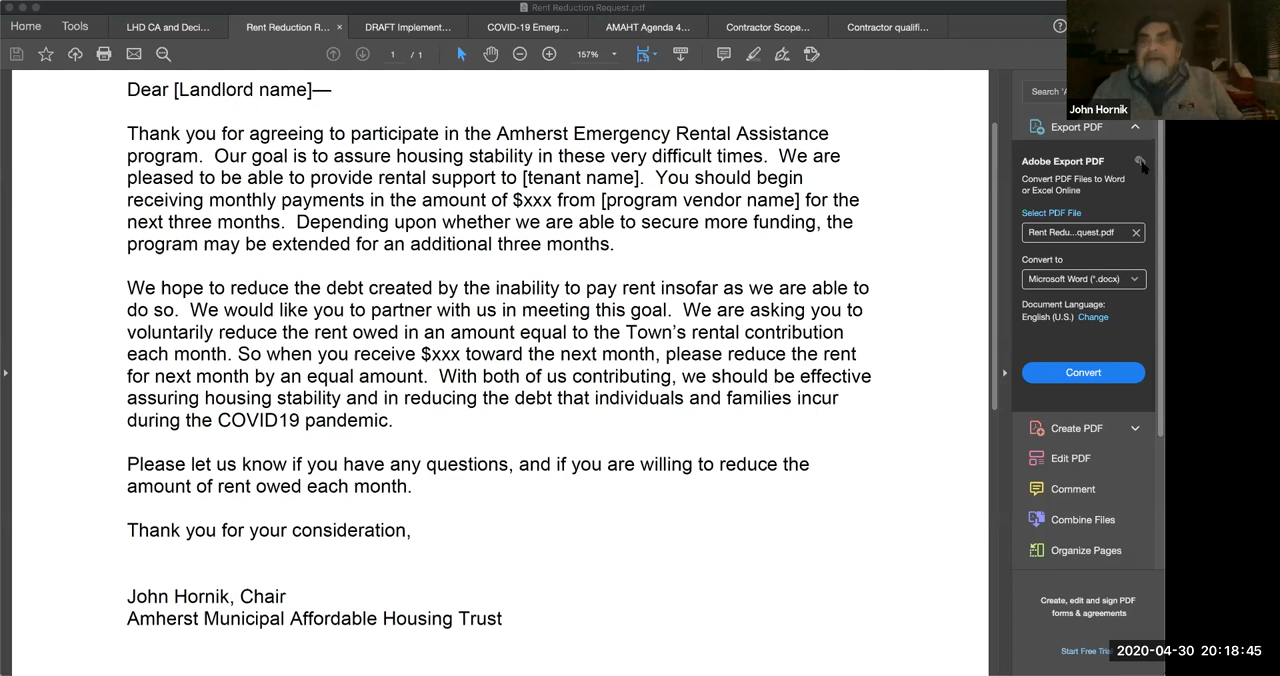 Rent Reduction Request.pdf
Home
Tools
LHD CA and Deci...
Rent Reduction R... ×
DRAFT Implement...
COVID-19 Emerg...
AMAHT Agenda 4...
Contractor Scope...
Contractor qualifi...
1 / 1
157%
Dear [Landlord name]—
Thank you for agreeing to participate in the Amherst Emergency Rental Assistance
program. Our goal is to assure housing stability in these very difficult times. We are
pleased to be able to provide rental support to [tenant name]. You should begin
receiving monthly payments in the amount of $xxx from [program vendor name] for the
next three months. Depending upon whether we are able to secure more funding, the
program may be extended for an additional three months.
We hope to reduce the debt created by the inability to pay rent insofar as we are able to
do so. We would like you to partner with us in meeting this goal. We are asking you to
voluntarily reduce the rent owed in an amount equal to the Town's rental contribution
each month. So when you receive $xxx toward the next month, please reduce the rent
for next month by an equal amount. With both of us contributing, we should be effective
assuring housing stability and in reducing the debt that individuals and families incur
during the COVID19 pandemic.
Please let us know if you have any questions, and if you are willing to reduce the
amount of rent owed each month.
Thank you for your consideration,
John Hornik, Chair
Amherst Municipal Affordable Housing Trust
John Hornik
Search
Export PDF
Adobe Export PDF
Convert PDF Files to Word
or Excel Online
Select PDF File
Rent Redu...quest.pdf
Convert to
Microsoft Word (*.docx)
Document Language:
English (U.S.) Change
Convert
Create PDF
Edit PDF
Comment
Combine Files
Organize Pages
Create, edit and sign PDF
forms & agreements
Start Free
2020-04-30 20:18:45